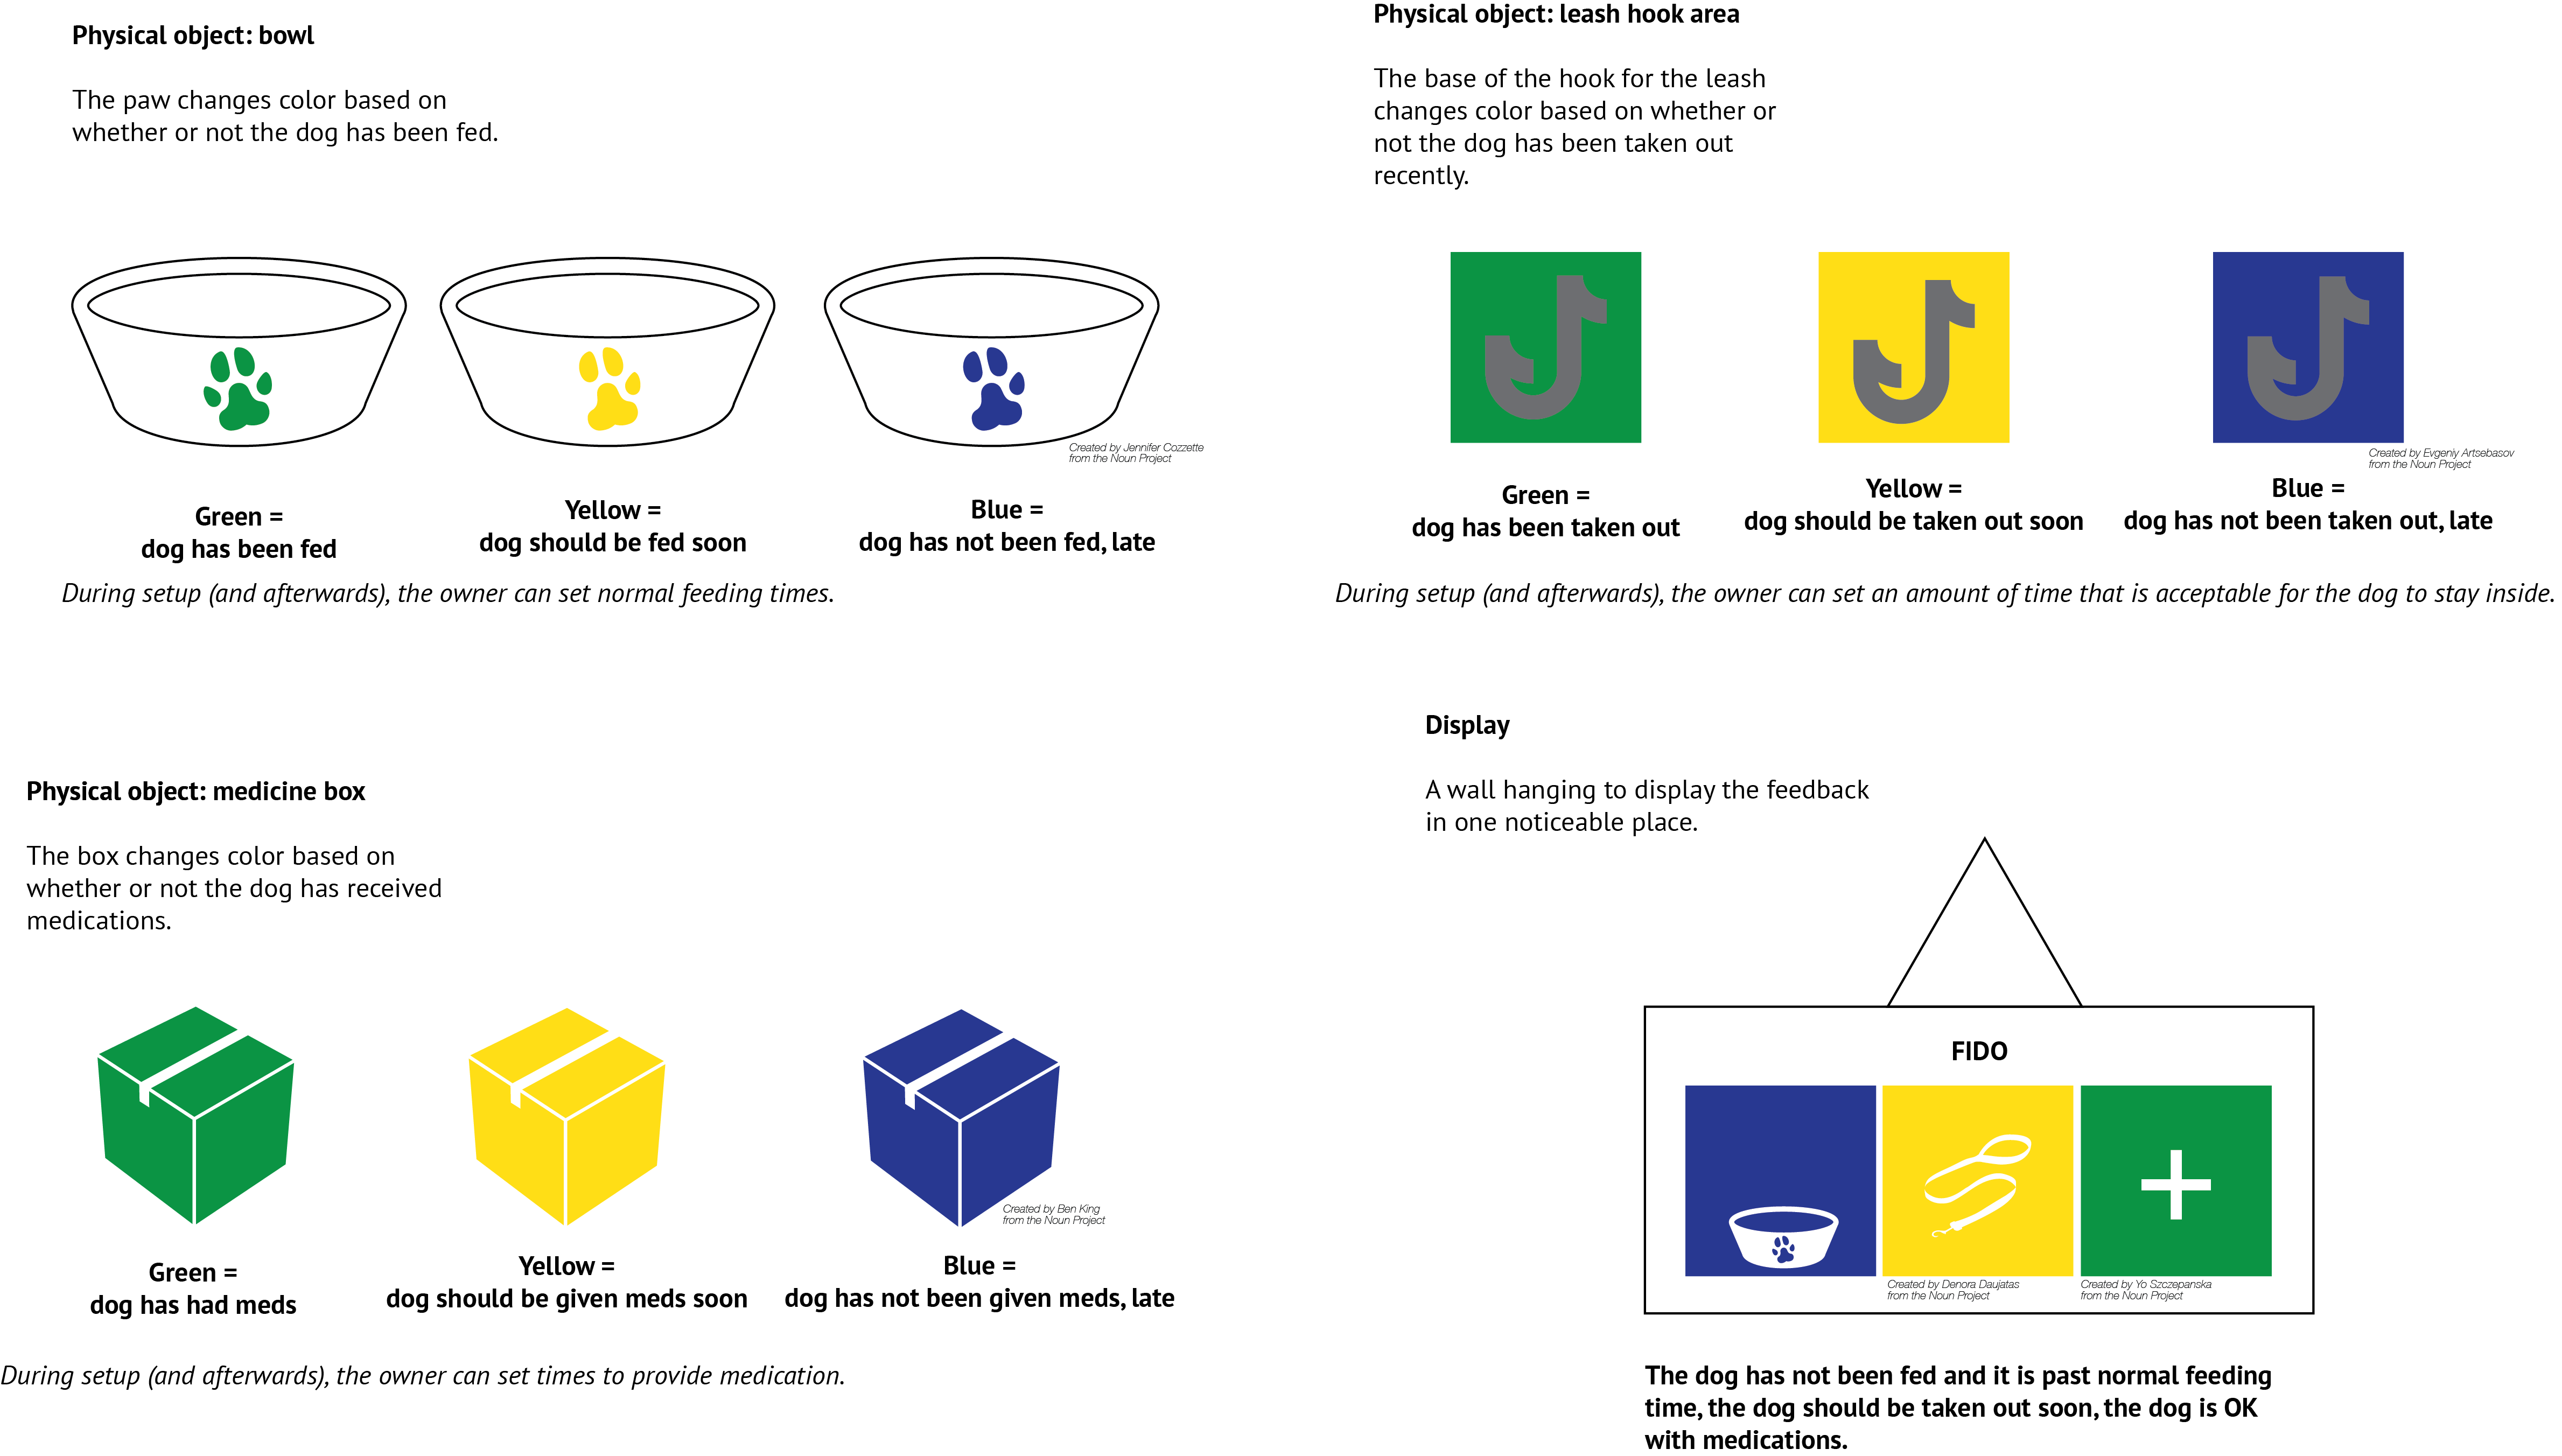 Physical object: bowl
The paw changes color based on
whether or not the dog has been fed.
Created by Jennifer Cozzette
from the Noun Project
Green =
dog has been fed
Yellow =
dog should be fed soon
Blue =
dog has not been fed, late
During setup (and afterwards), the owner can set normal feeding times.
Physical object: leash hook area
The base of the hook for the leash
changes color based on whether or
not the dog has been taken out
recently.
Created by Evgeniy Artsebasov
from the Noun Project
Green =
dog has been taken out
Yellow =
dog should be taken out soon
Blue =
dog has not been taken out, late
During setup (and afterwards), the owner can set an amount of time that is acceptable for the dog to stay inside.
Physical object: medicine box
The box changes color based on
whether or not the dog has received
medications.
Created by Ben King
from the Noun Project
Green =
dog has had meds
Yellow =
dog should be given meds soon
Blue =
dog has not been given meds, late
During setup (and afterwards), the owner can set times to provide medication.
Display
A wall hanging to display the feedback
in one noticeable place.
FIDO
Created by Denora Daujatas
from the Noun Project
Created by Yo Szczepanska
from the Noun Project
The dog has not been fed and it is past normal feeding
time, the dog should be taken out soon, the dog is OK
with medications.